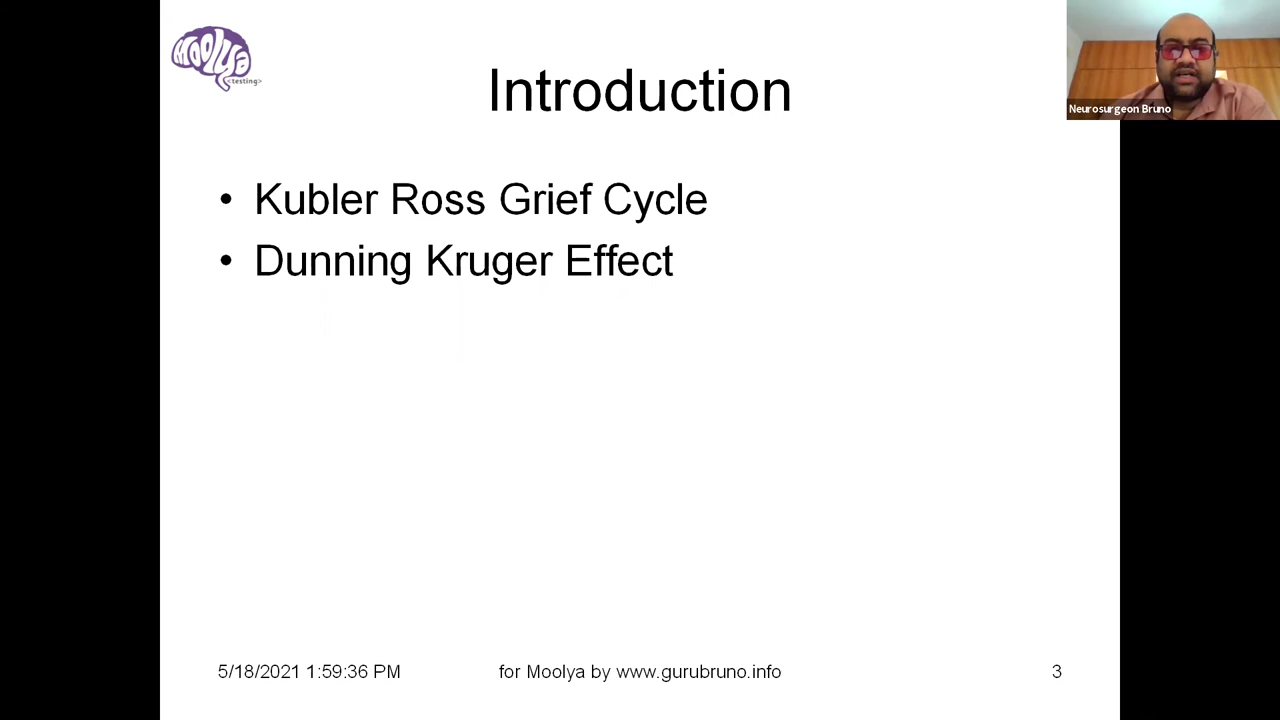 Moolya
<testing>
Introduction
Neurosurgeon Bruno
• Kubler Ross Grief Cycle
• Dunning Kruger Effect
5/18/2021 1:59:36 PM
for Moolya by www.gurubruno.info
3